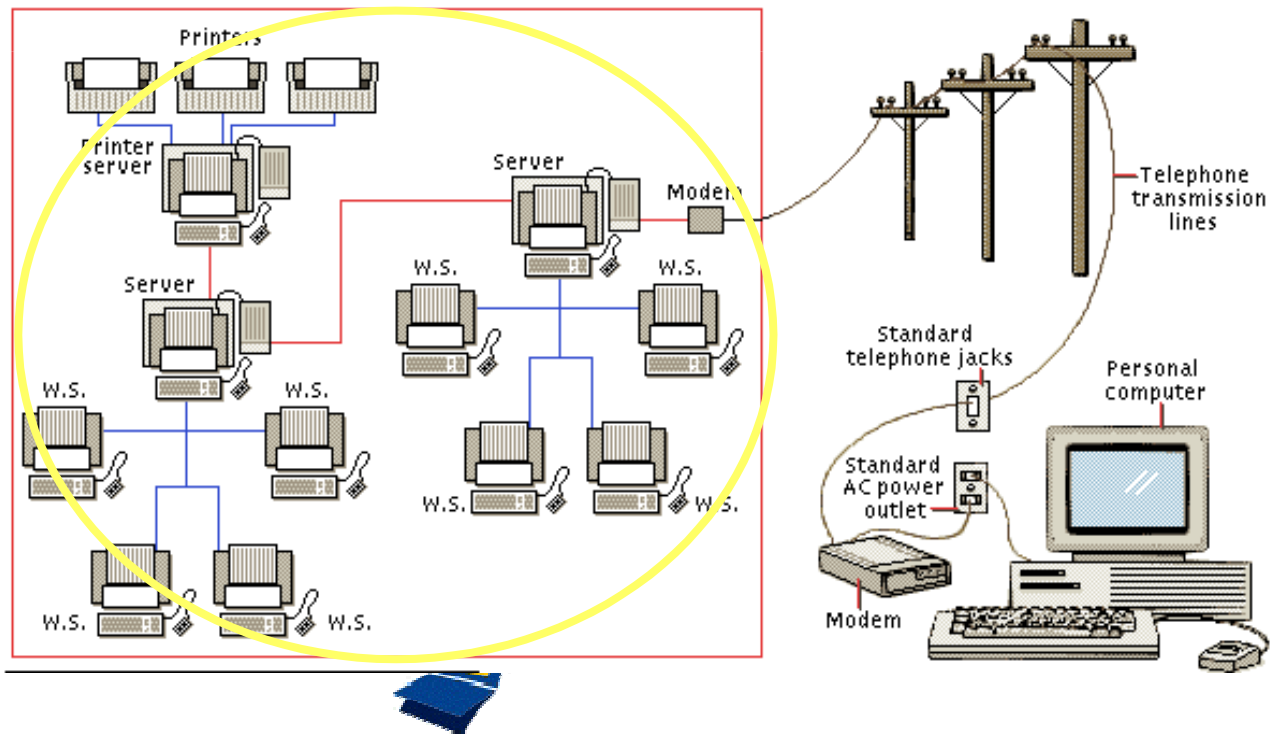 Printers
Printer
server
Server
Modem
W.S.
W.S.
Server
W.S.
W.S.
W.S.
W.S.
W.S.
W.S.
Telephone
transmission
lines
Standard
telephone jacks
Personal
computer
Standard
AC power
outlet
Modem